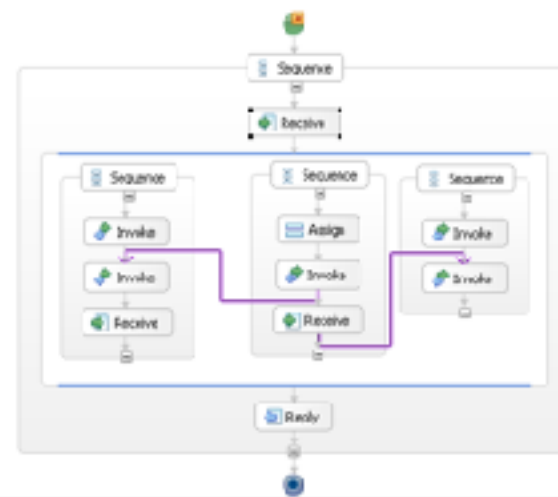 Sequence
Receive
Sequence
Invoke
Invoke
Receive
Sequence
Assign
Invoke
Receive
Sequence
Invoke
Invoke
Reply